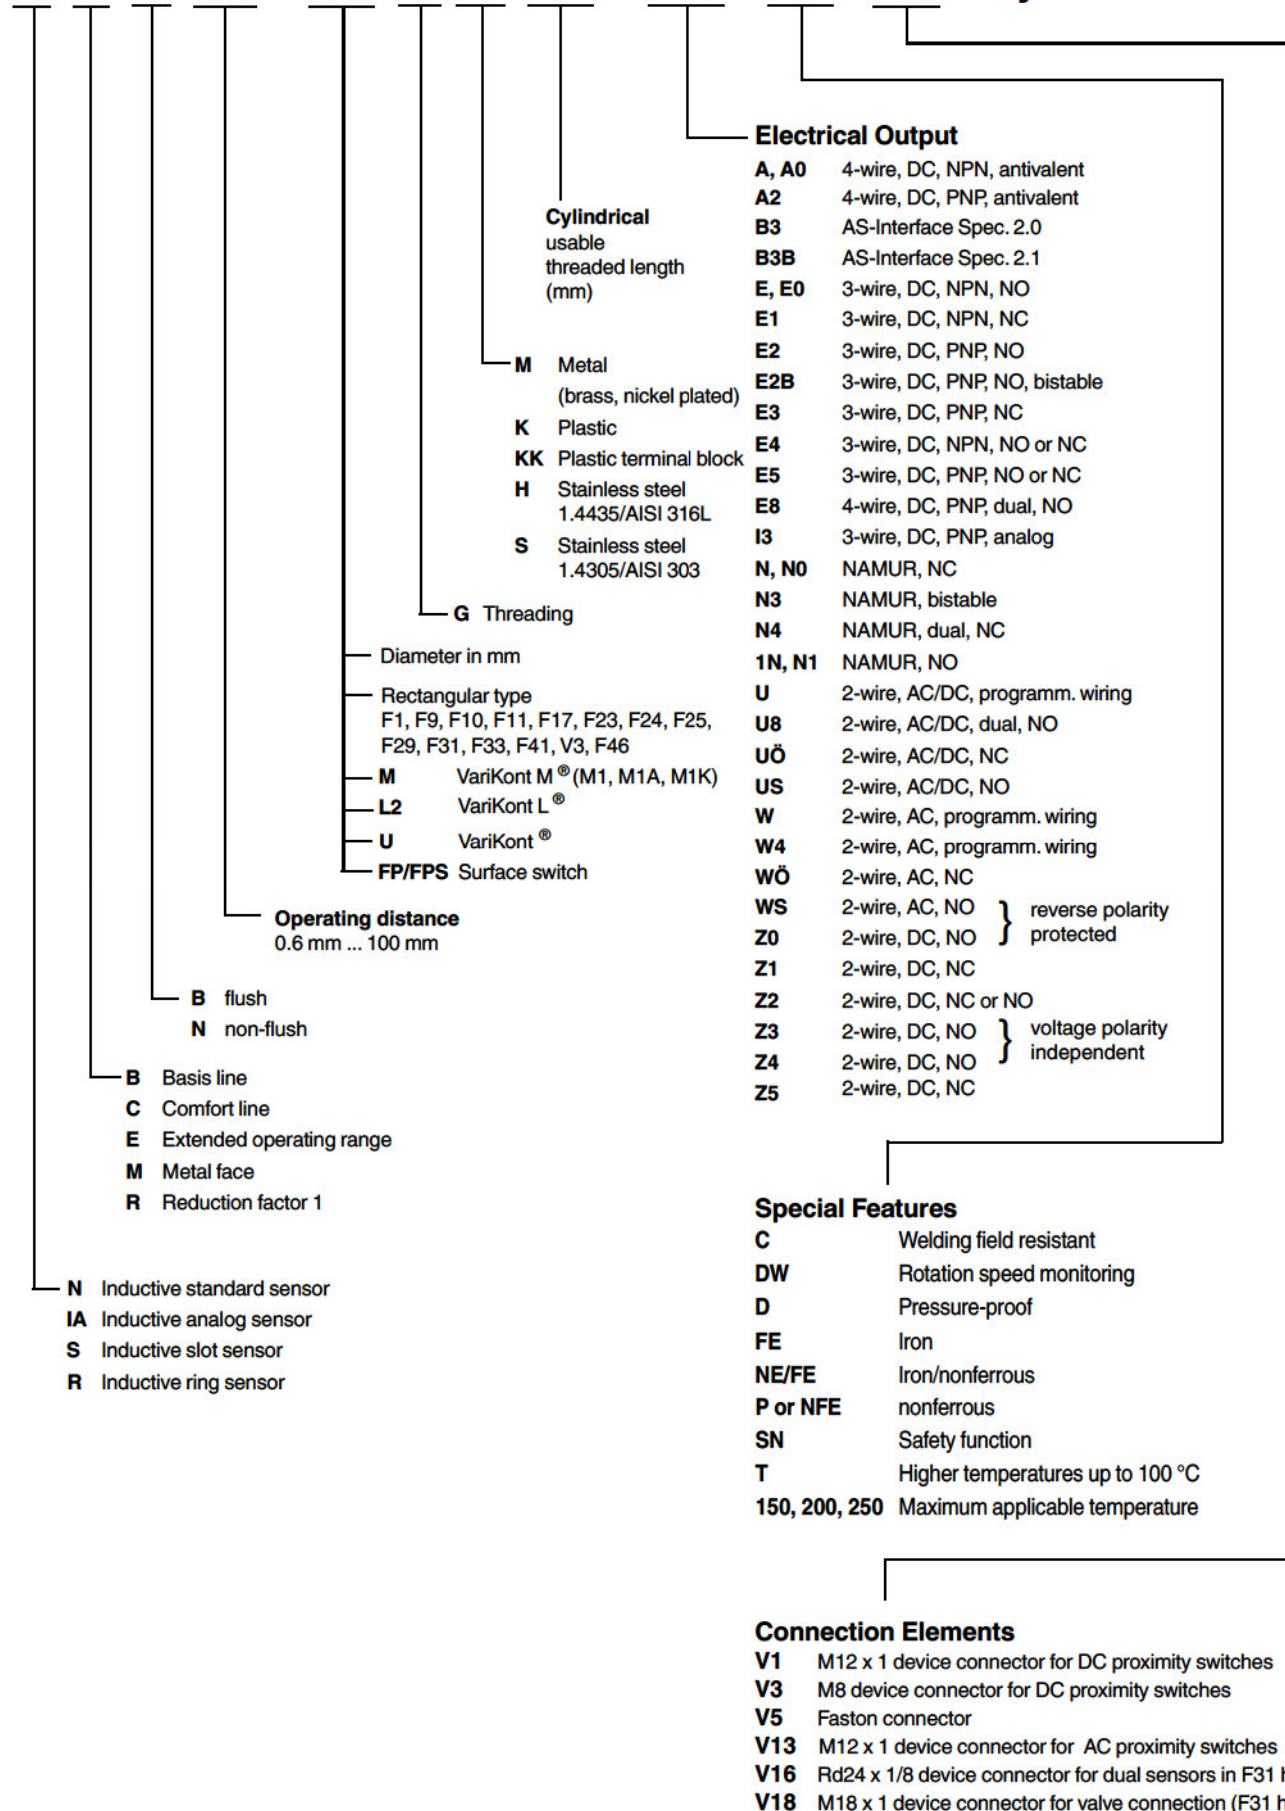 Electrical Output
A, A0 4-wire, DC, NPN, antivalent
A2 4-wire, DC, PNP, antivalent
B3 AS-Interface Spec. 2.0
B3B AS-Interface Spec. 2.1
E, E0 3-wire, DC, NPN, NO
E1 3-wire, DC, NPN, NC
E2 3-wire, DC, PNP, NO
E2B 3-wire, DC, PNP, NO, bistable
E3 3-wire, DC, PNP, NC
E4 3-wire, DC, NPN, NO or NC
E5 3-wire, DC, PNP, NO or NC
E8 4-wire, DC, PNP, dual, NO
I3 3-wire, DC, PNP, analog
N, N0 NAMUR, NC
N3 NAMUR, bistable
N4 NAMUR, dual, NC
1N, N1 NAMUR, NO
U 2-wire, AC/DC, programm. wiring
U8 2-wire, AC/DC, dual, NO
UÖ 2-wire, AC/DC, NC
US 2-wire, AC/DC, NO
W 2-wire, AC, programm. wiring
W4 2-wire, AC, programm. wiring
WÖ 2-wire, AC, NC
WS 2-wire, AC, NO } reverse polarity
Z0 2-wire, DC, NO protected
Z1 2-wire, DC, NC
Z2 2-wire, DC, NC or NO
Z3 2-wire, DC, NO } voltage polarity
Z4 2-wire, DC, NO independent
Z5 2-wire, DC, NC
Cylindrical
usable
threaded length
(mm)
M Metal
(brass, nickel plated)
K Plastic
KK Plastic terminal block
H Stainless steel
1.4435/AISI 316L
S Stainless steel
1.4305/AISI 303
G Threading
Diameter in mm
Rectangular type
F1, F9, F10, F11, F17, F23, F24, F25,
F29, F31, F33, F41, V3, F46
M VariKont M ® (M1, M1A, M1K)
L2 VariKont L ®
U VariKont ®
FP/FPS Surface switch
Operating distance
0.6 mm ... 100 mm
B flush
N non-flush
B Basis line
C Comfort line
E Extended operating range
M Metal face
R Reduction factor 1
N Inductive standard sensor
IA Inductive analog sensor
S Inductive slot sensor
R Inductive ring sensor
Special Features
C Welding field resistant
DW Rotation speed monitoring
D Pressure-proof
FE Iron
NE/FE Iron/nonferrous
P or NFE nonferrous
SN Safety function
T Higher temperatures up to 100 °C
150, 200, 250 Maximum applicable temperature
Connection Elements
V1 M12 x 1 device connector for DC proximity switches
V3 M8 device connector for DC proximity switches
V5 Faston connector
V13 M12 x 1 device connector for AC proximity switches
V16 Rd24 x 1/8 device connector for dual sensors in F31
V18 M18 x 1 device connector for valve connection (F31